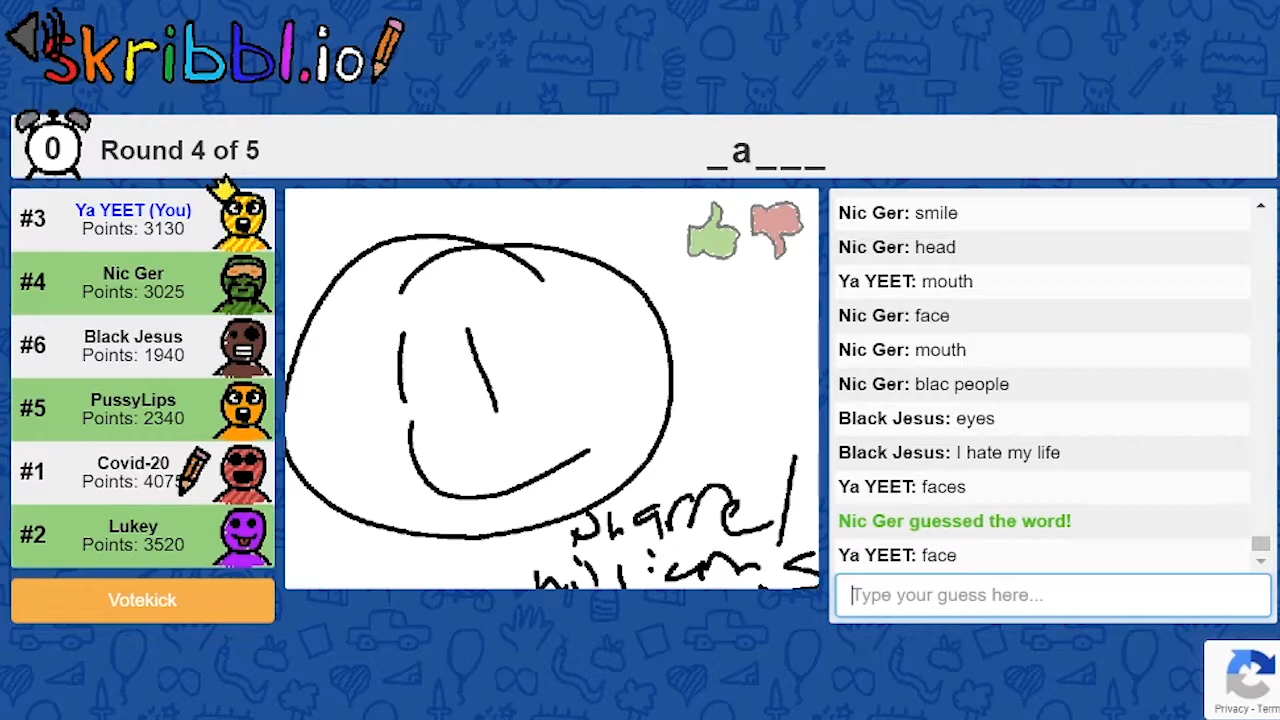 skribbl.io
0 Round 4 of 5 _a___
#3 Ya YEET (You)
Points: 3130
#4 Nic Ger
Points: 3025
#6 Black Jesus
Points: 1940
#5 PussyLips
Points: 2340
#1 Covid-20
Points: 4075
#2 Lukey
Points: 3520
Votekick
Nic Ger: smile
Nic Ger: head
Ya YEET: mouth
Nic Ger: face
Nic Ger: mouth
Nic Ger: blac people
Black Jesus: eyes
Black Jesus: I hate my life
Ya YEET: faces
Nic Ger guessed the word!
Ya YEET: face
Type your guess here...
williams
Privacy - Term